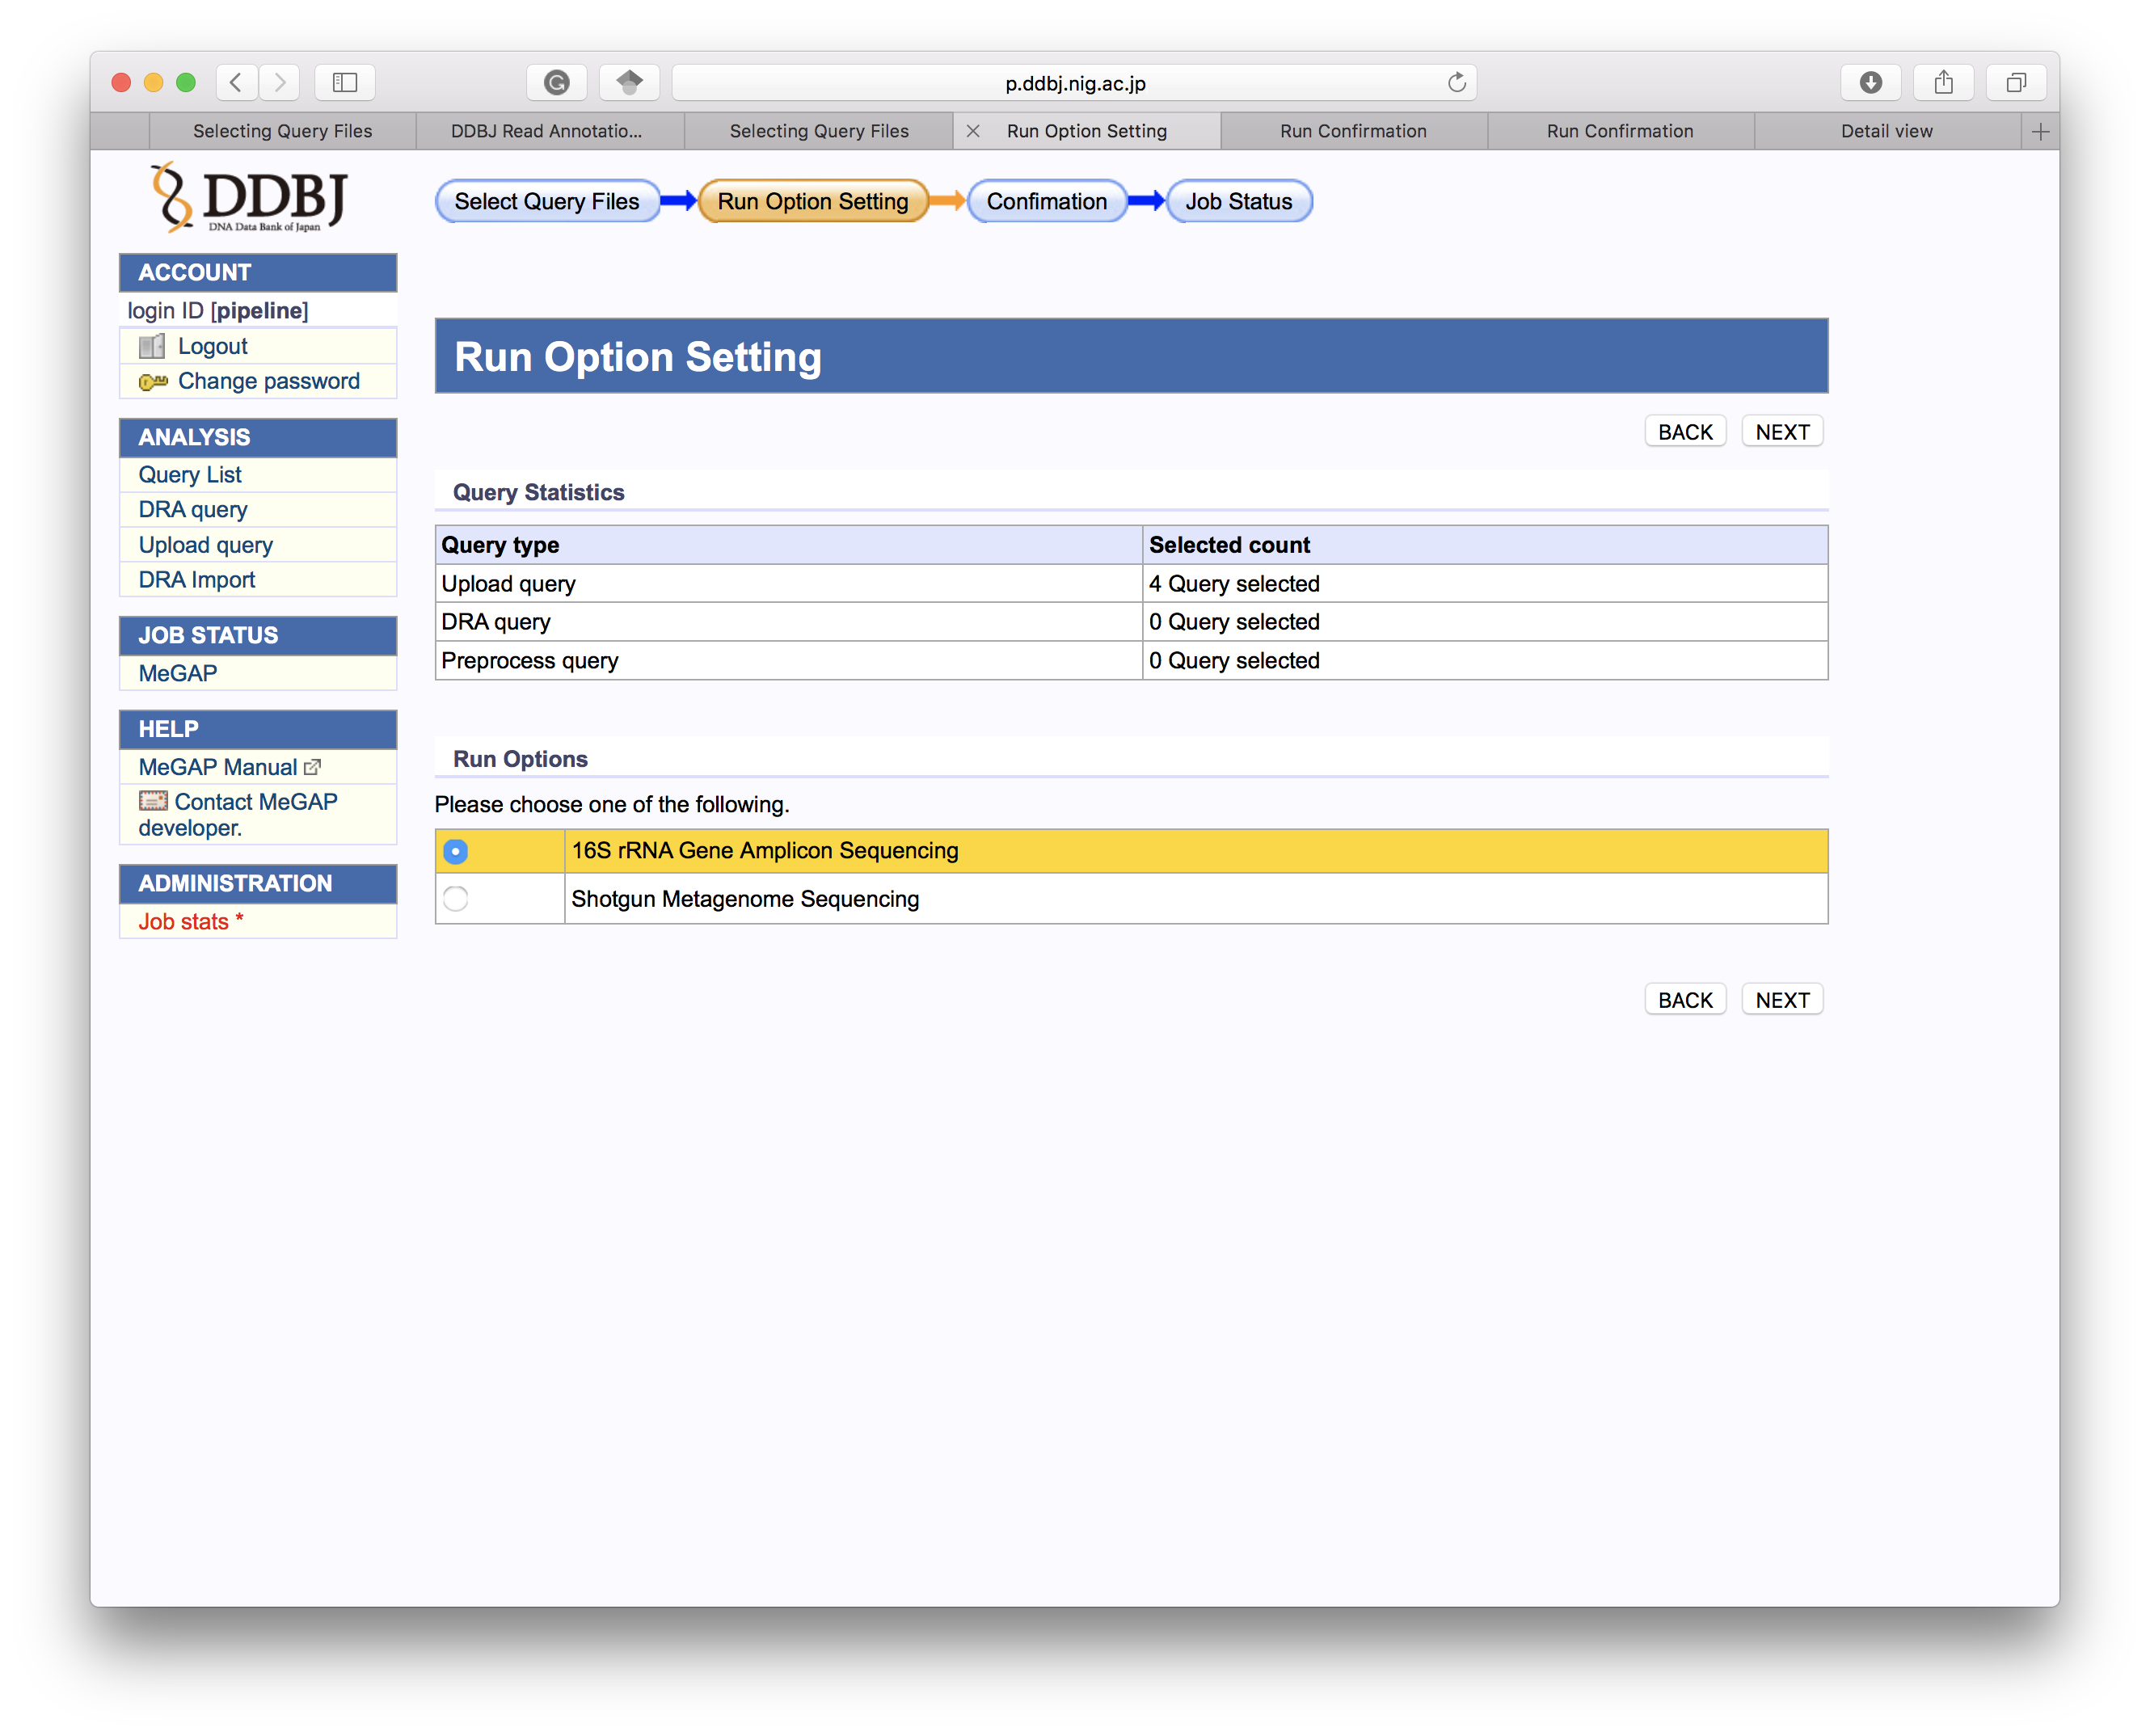 p.ddbj.nig.ac.jp
Selecting Query Files
DDBJ Read Annotatio...
Selecting Query Files
Run Option Setting
Run Confirmation
Run Confirmation
Detail view
DDBJ
DNA Data Bank of Japan
Select Query Files
Run Option Setting
Confimation
Job Status
ACCOUNT
login ID [pipeline]
Logout
Change password
ANALYSIS
Query List
DRA query
Upload query
DRA Import
JOB STATUS
MeGAP
HELP
MeGAP Manual
Contact MeGAP
developer.
ADMINISTRATION
Job stats *
Run Option Setting
BACK NEXT
Query Statistics
Query type Selected count
Upload query 4 Query selected
DRA query 0 Query selected
Preprocess query 0 Query selected
Run Options
Please choose one of the following.
16S rRNA Gene Amplicon Sequencing
Shotgun Metagenome Sequencing
BACK NEXT